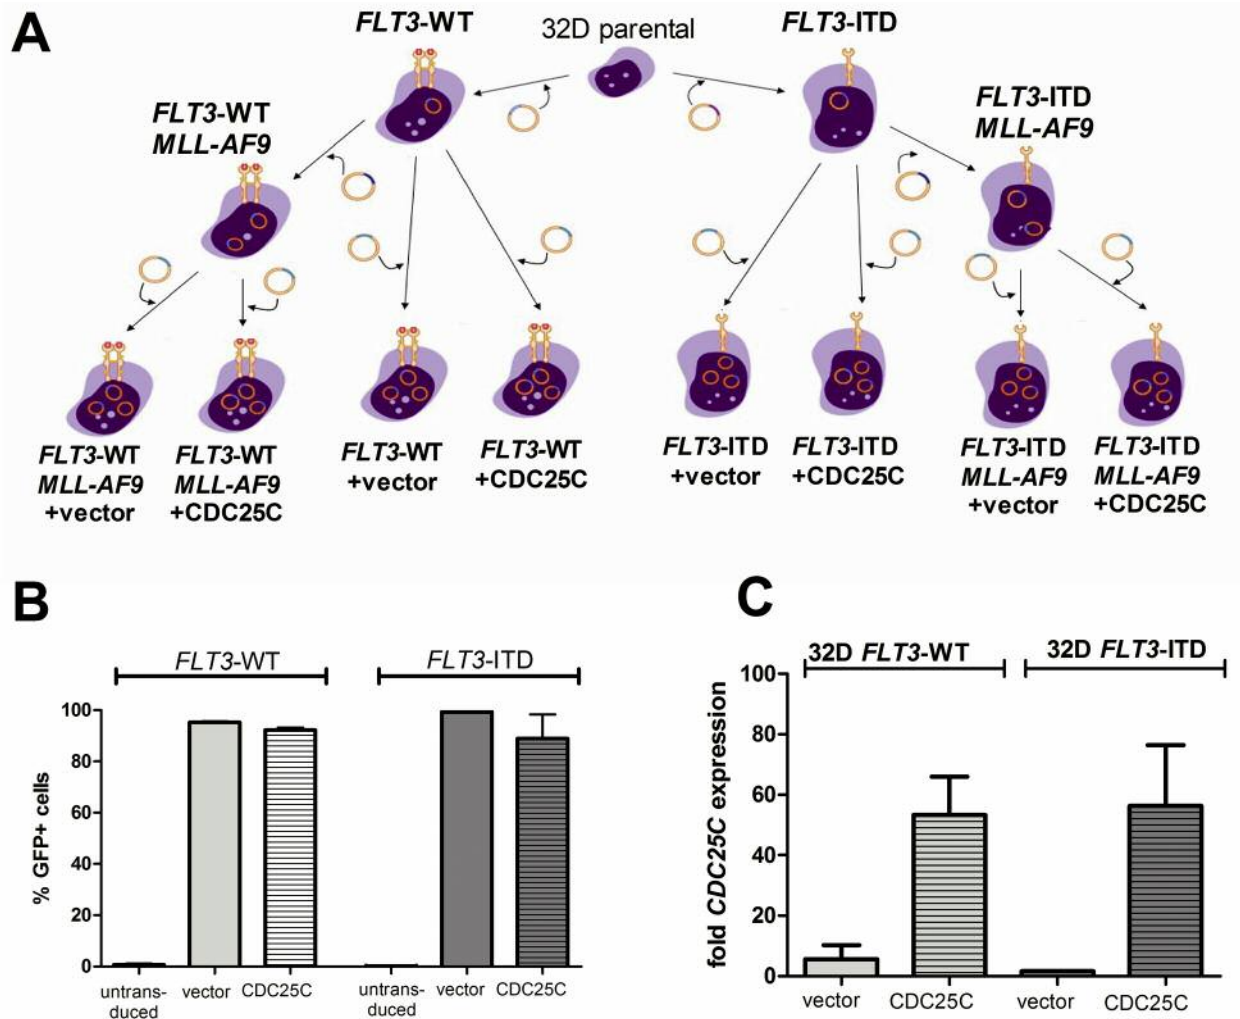 A
FLT3-WT
32D parental
FLT3-ITD
FLT3-WT
MLL-AF9
FLT3-ITD
MLL-AF9
FLT3-WT
MLL-AF9
+vector
FLT3-WT
MLL-AF9
+CDC25C
FLT3-WT
+vector
FLT3-WT
+CDC25C
FLT3-ITD
+vector
FLT3-ITD
+CDC25C
FLT3-ITD
MLL-AF9
+vector
FLT3-ITD
MLL-AF9
+CDC25C
B
FLT3-WT
FLT3-ITD
% GFP+ cells
100
80
60
40
20
0
untrans-
duced
vector
CDC25C
untrans-
duced
vector
CDC25C
C
32D FLT3-WT
32D FLT3-ITD
fold CDC25C expression
100
80
60
40
20
0
vector
CDC25C
vector
CDC25C